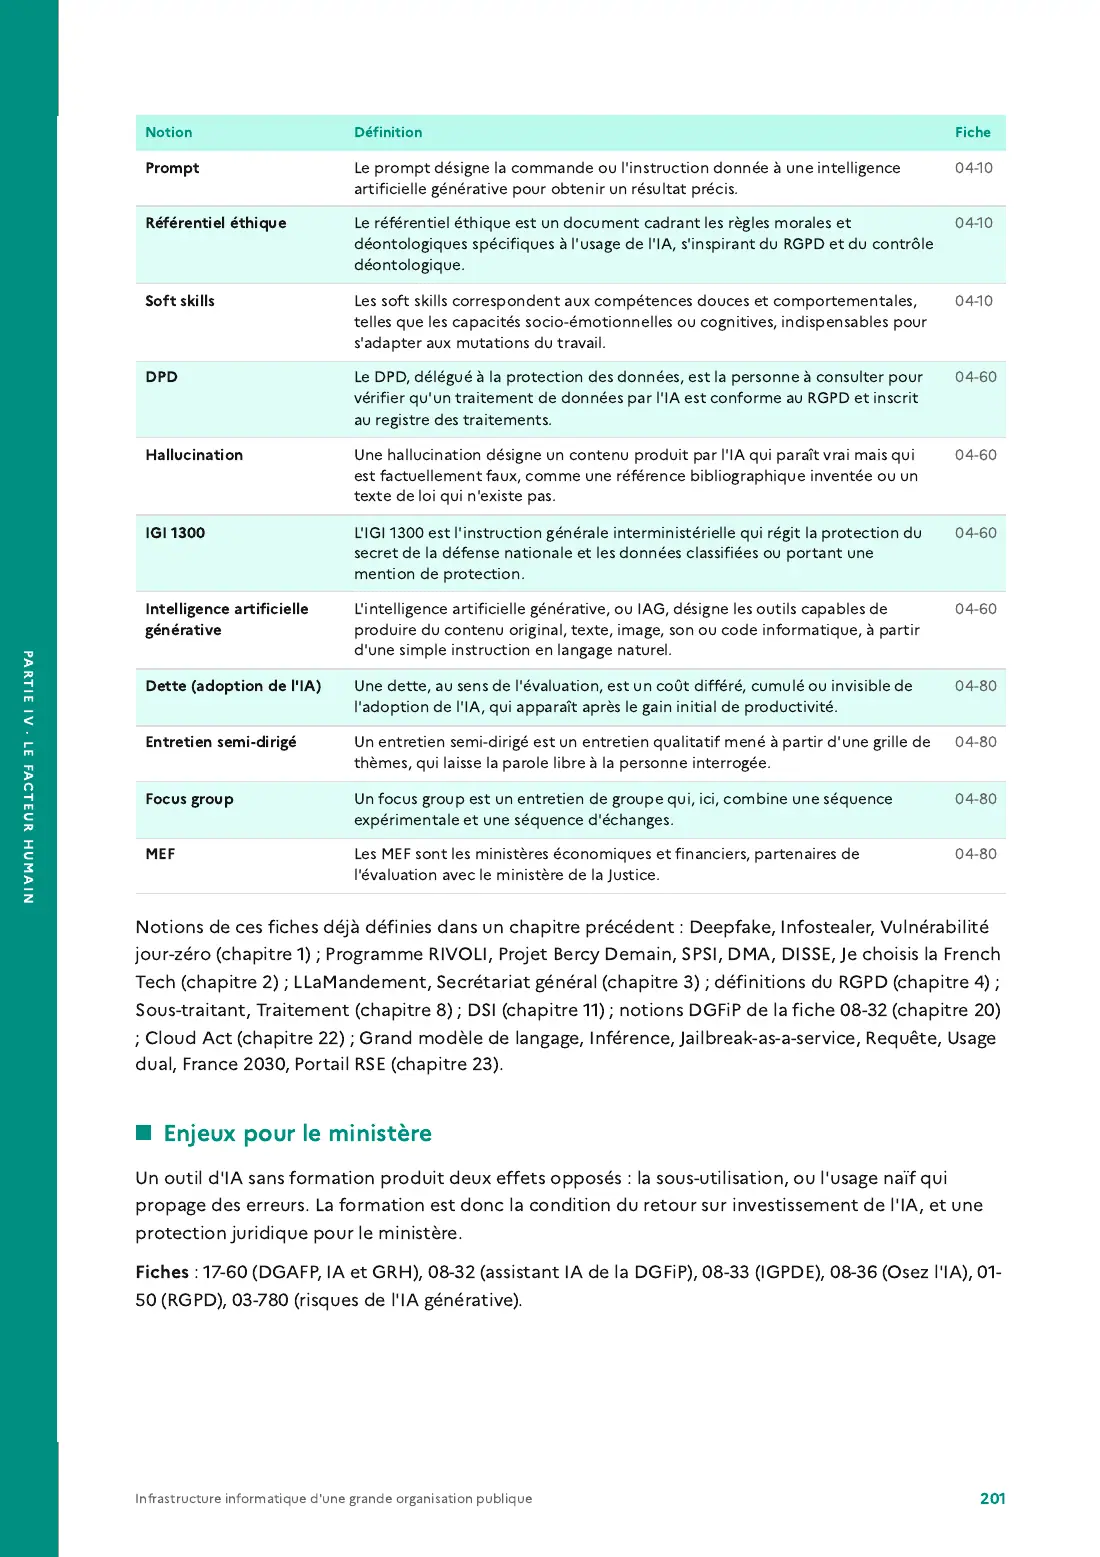 Notion Définition Fiche
Prompt Le prompt désigne la commande ou l'instruction donnée à une intelligence 04-10
artificielle générative pour obtenir un résultat précis.
Référentiel éthique Le référentiel éthique est un document cadrant les règles morales et 04-10
déontologiques spécifiques à l'usage de l'IA, s'inspirant du RGPD et du contrôle
déontologique.
Soft skills Les soft skills correspondent aux compétences douces et comportementales, 04-10
telles que les capacités socio-émotionnelles ou cognitives, indispensables pour
s'adapter aux mutations du travail.
DPD Le DPD, délégué à la protection des données, est la personne à consulter pour 04-60
vérifier qu'un traitement de données par l'IA est conforme au RGPD et inscrit
au registre des traitements.
Hallucination Une hallucination désigne un contenu produit par l'IA qui paraît vrai mais qui 04-60
est factuellement faux, comme une référence bibliographique inventée ou un
texte de loi qui n'existe pas.
IGI 1300 L'IGI 1300 est l'instruction générale interministérielle qui régit la protection du 04-60
secret de la défense nationale et les données classifiées ou portant une
mention de protection.
Intelligence artificielle L'intelligence artificielle générative, ou IAG, désigne les outils capables de 04-60
générative produire du contenu original, texte, image, son ou code informatique, à partir
d'une simple instruction en langage naturel.
Dette (adoption de l'IA) Une dette, au sens de l'évaluation, est un coût différé, cumulé ou invisible de 04-80
l'adoption de l'IA, qui apparaît après le gain initial de productivité.
Entretien semi-dirigé Un entretien semi-dirigé est un entretien qualitatif mené à partir d'une grille de 04-80
thèmes, qui laisse la parole libre à la personne interrogée.
Focus group Un focus group est un entretien de groupe qui, ici, combine une séquence 04-80
expérimentale et une séquence d'échanges.
MEF Les MEF sont les ministères économiques et financiers, partenaires de 04-80
l'évaluation avec le ministère de la Justice.
Notions de ces fiches déjà définies dans un chapitre précédent : Deepfake, Infostealer, Vulnérabilité
jour-zéro (chapitre 1) ; Programme RIVOLI, Projet Bercy Demain, SPSI, DMA, DISSE, Je choisis la French
Tech (chapitre 2) ; LLaMandement, Secrétariat général (chapitre 3) ; définitions du RGPD (chapitre 4) ;
Sous-traitant, Traitement (chapitre 8) ; DSI (chapitre 11) ; notions DGFiP de la fiche 08-32 (chapitre 20)
; Cloud Act (chapitre 22) ; Grand modèle de langage, Inférence, Jailbreak-as-a-service, Requête, Usage
dual, France 2030, Portail RSE (chapitre 23).
Enjeux pour le ministère
Un outil d'IA sans formation produit deux effets opposés : la sous-utilisation, ou l'usage naïf qui
propage des erreurs. La formation est donc la condition du retour sur investissement de l'IA, et une
protection juridique pour le ministère.
Fiches : 17-60 (DGAFP, IA et GRH), 08-32 (assistant IA de la DGFiP), 08-33 (IGPDE), 08-36 (Osez l'IA), 01-
50 (RGPD), 03-780 (risques de l'IA générative).
PARTIE IV · LE FACTEUR HUMAIN
Infrastructure informatique d'une grande organisation publique 201